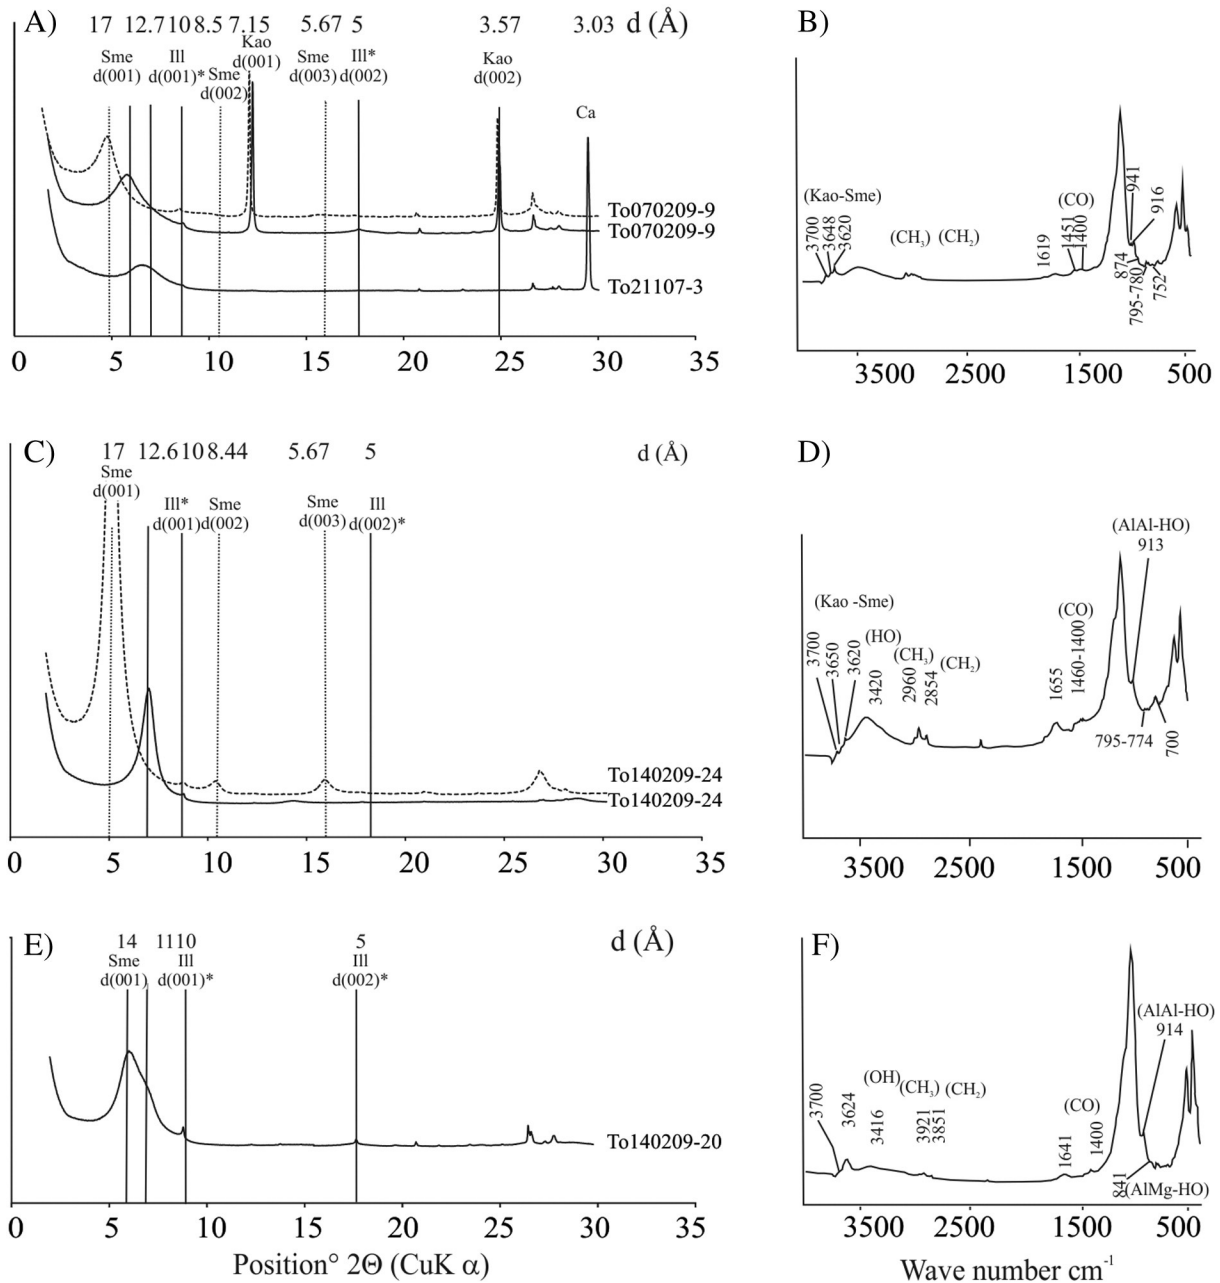 A) 17 12.7 10 8.5 7.15 5.67 5 3.57 3.03 d (Å)
Sme d(001)
Ill d(001)*
Sme d(002)
Kao d(001)
Sme d(003)
Ill* d(002)
Kao d(002)
Ca
To070209-9
To070209-9
To21107-3
0 5 10 15 20 25 30 35
B)
(Kao-Sme)
3700
3648
3620
(CH3) (CH2)
1619
(CO)
1451
1400
941
916
874
795-780
752
3500 2500 1500 500
C) 17 12.6 10 8.44 5.67 5 d (Å)
Sme d(001)
Ill* d(001)
Sme d(002)
Sme d(003)
Ill d(002)*
To140209-24
To140209-24
0 5 10 15 20 25 30 35
D)
(AlAl-HO)
913
(Kao -Sme)
3700
3650
3620
(HO)
3420
(CH3)
2960
2854
(CH2)
1655
(CO)
1460-1400
795-774
700
3500 2500 1500 500
E) 14 11 10 5 d (Å)
Sme d(001)
Ill d(001)*
Ill d(002)*
To140209-20
0 5 10 15 20 25 30 35
Position° 2Θ (CuK α)
F)
(AlAl-HO)
914
3700
3624
(OH)
3416
(CH3)
3921
3851
(CH2)
1641
(CO)
1400
841
(AlMg-HO)
3500 2500 1500 500
Wave number cm-1